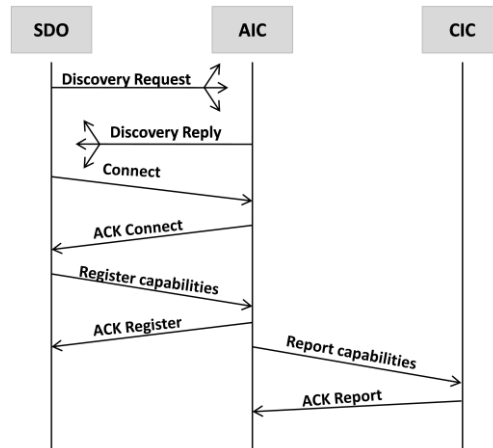 SDO
AIC
CIC
Discovery Request
Discovery Reply
Connect
ACK Connect
Register capabilities
ACK Register
Report capabilities
ACK Report